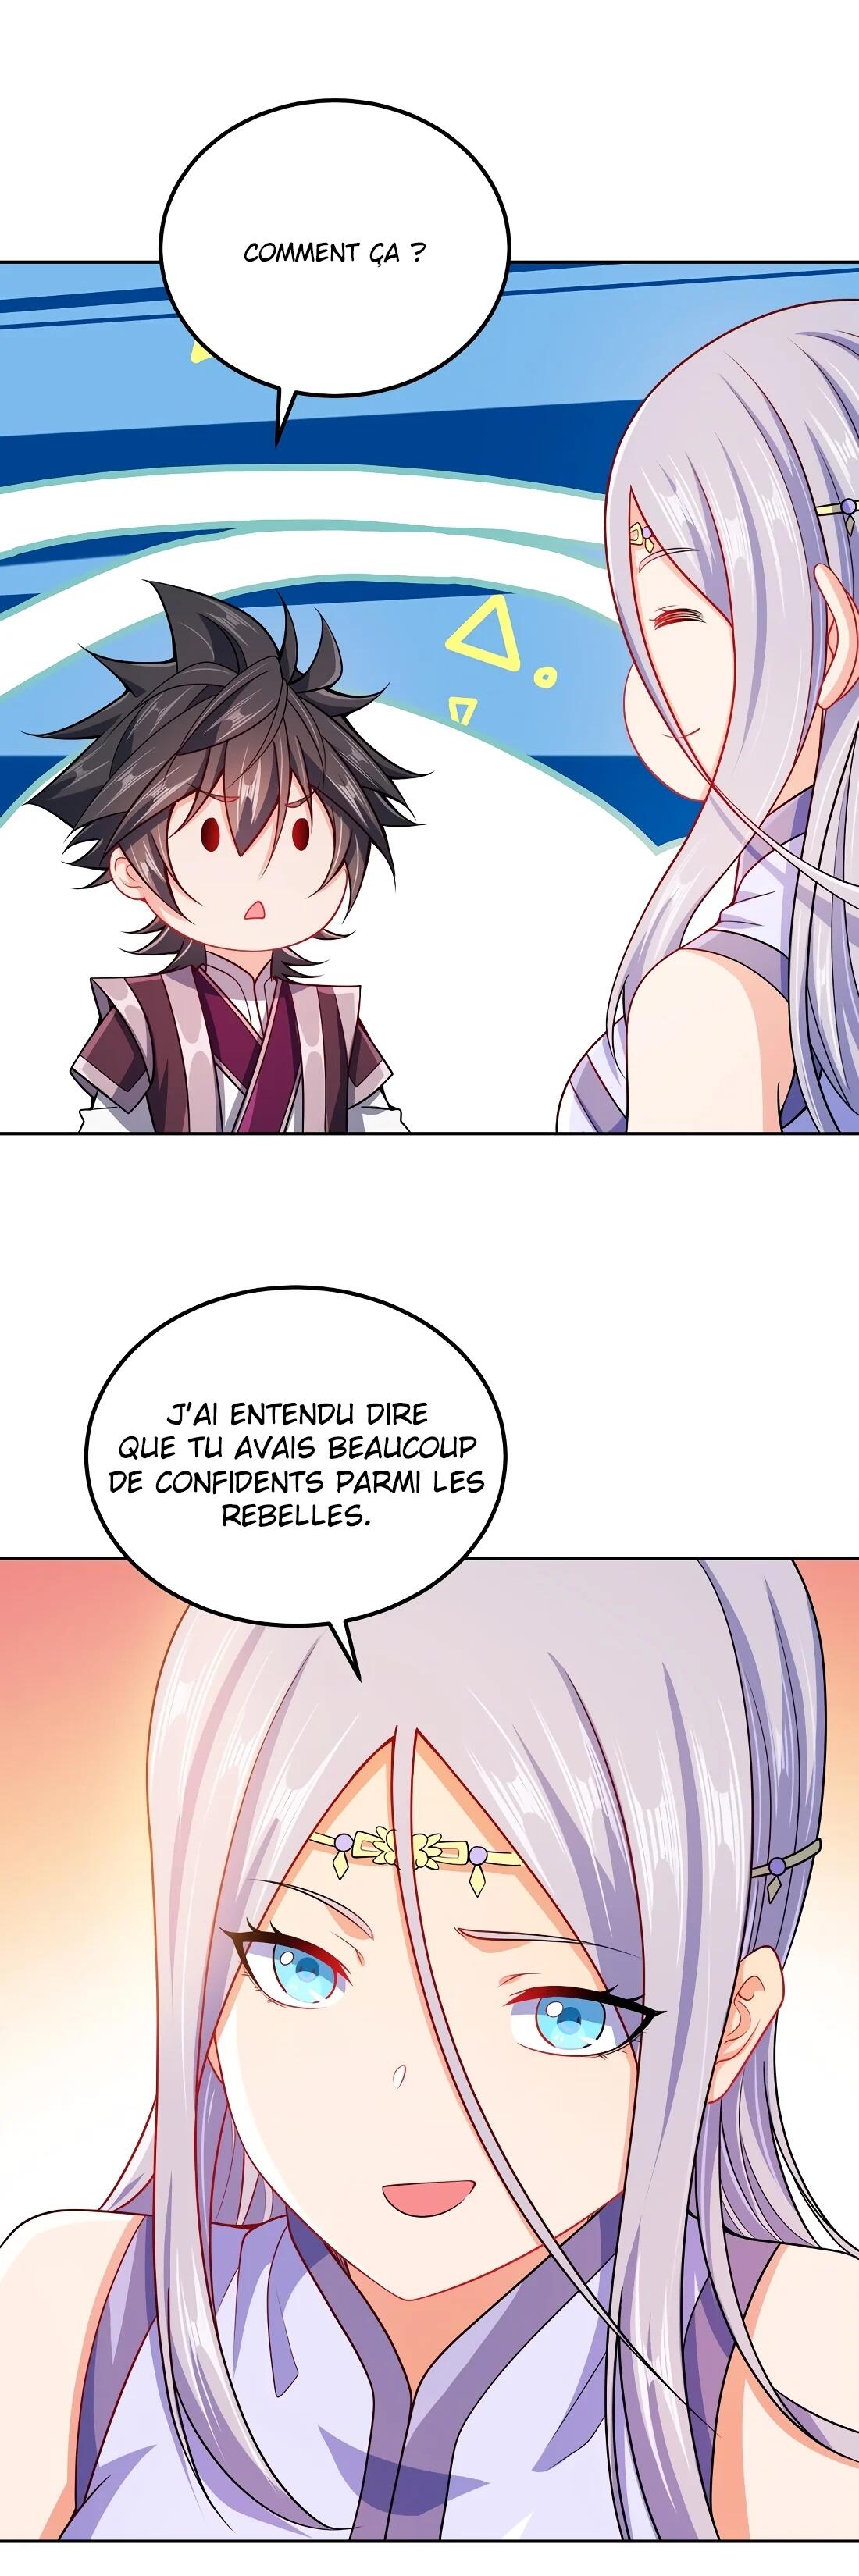 COMMENT ÇA ?
J'AI ENTENDU DIRE
QUE TU AVAIS BEAUCOUP
DE CONFIDENTS PARMI LES
REBELLES.